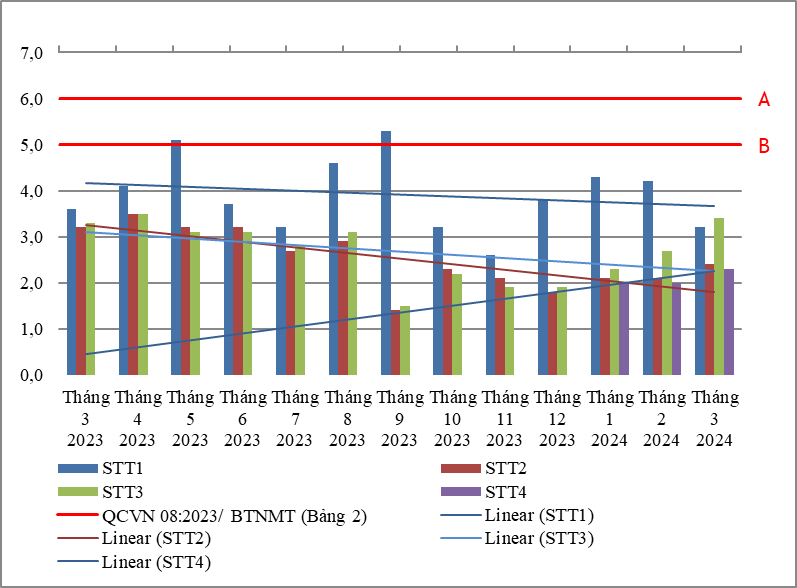 7,0
6,0
A
5,0
B
4,0
3,0
2,0
1,0
0,0
Tháng 3 2023
Tháng 4 2023
Tháng 5 2023
Tháng 6 2023
Tháng 7 2023
Tháng 8 2023
Tháng 9 2023
Tháng 10 2023
Tháng 11 2023
Tháng 12 2023
Tháng 1 2024
Tháng 2 2024
Tháng 3 2024
STT1
STT2
STT3
STT4
QCVN 08:2023/ BTNMT (Bảng 2)
Linear (STT1)
Linear (STT2)
Linear (STT3)
Linear (STT4)